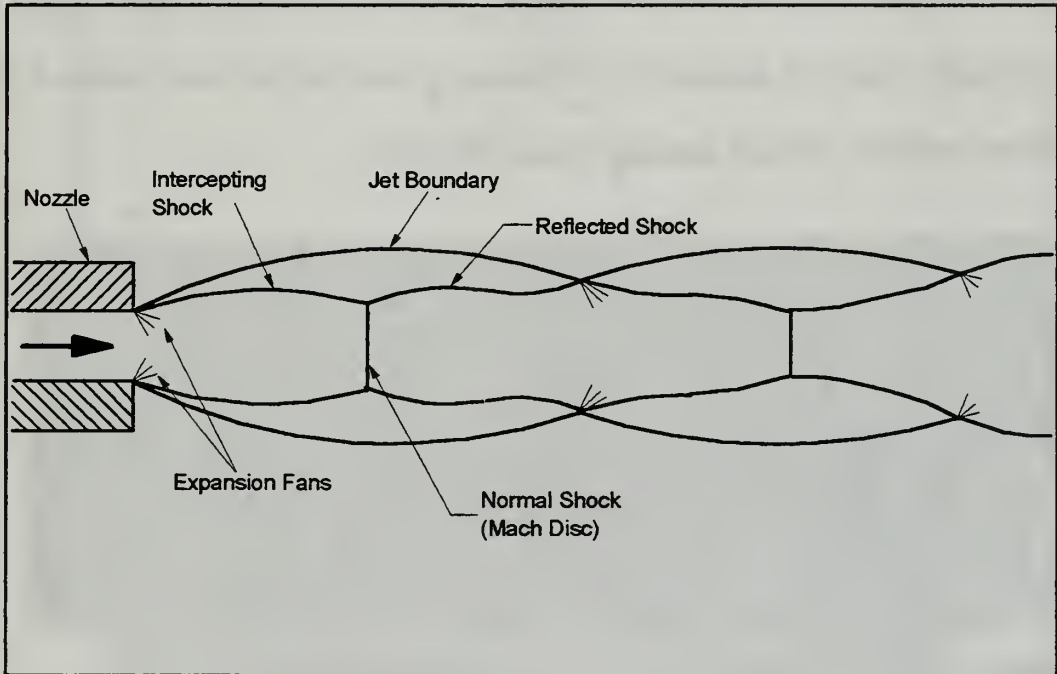 Nozzle
Intercepting
Shock
Jet Boundary
Reflected Shock
Expansion Fans
Normal Shock
(Mach Disc)